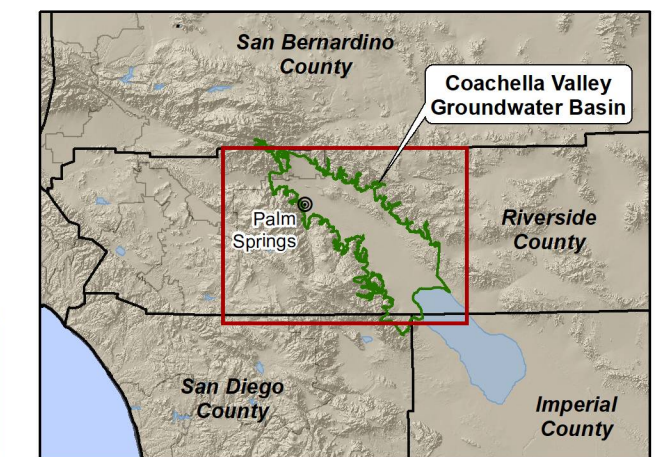 San Bernardino
County
Coachella Valley
Groundwater Basin
Palm
Springs
Riverside
County
San Diego
County
Imperial
County